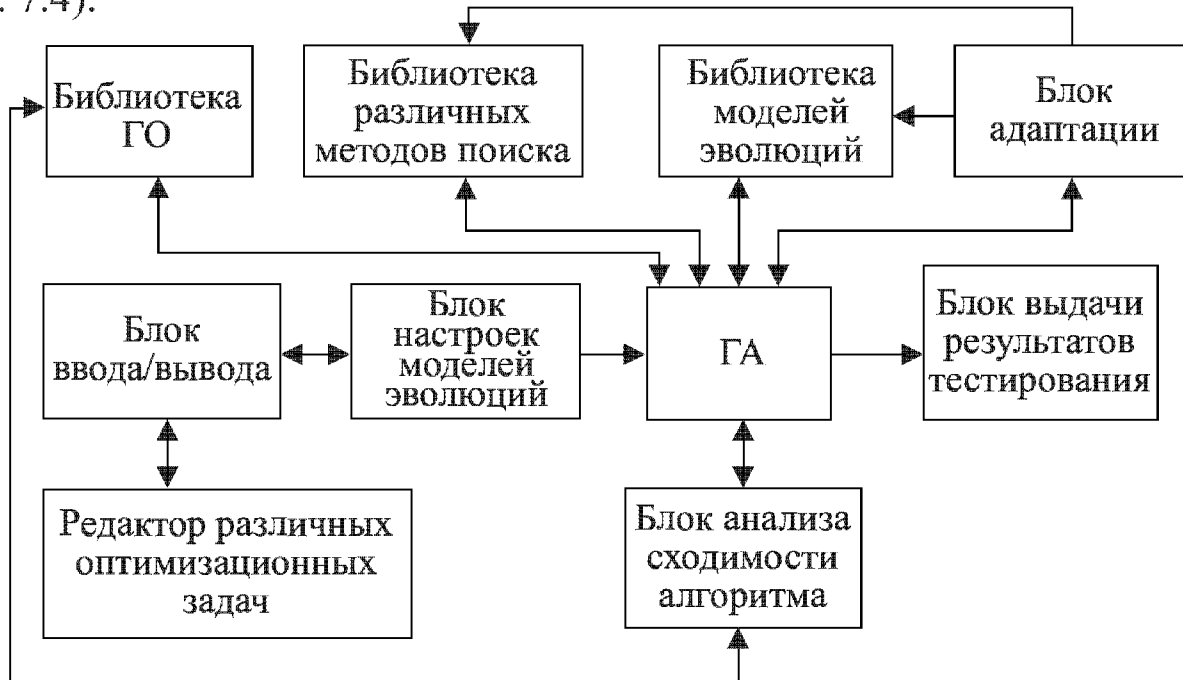 7.4).
Библиотека
ГО
Библиотека
различных
методов поиска
Библиотека
моделей
эволюций
Блок
адаптации
Блок
ввода/вывода
Блок
настроек
моделей
эволюций
ГА
Блок выдачи
результатов
тестирования
Редактор различных
оптимизационных
задач
Блок анализа
сходимости
алгоритма